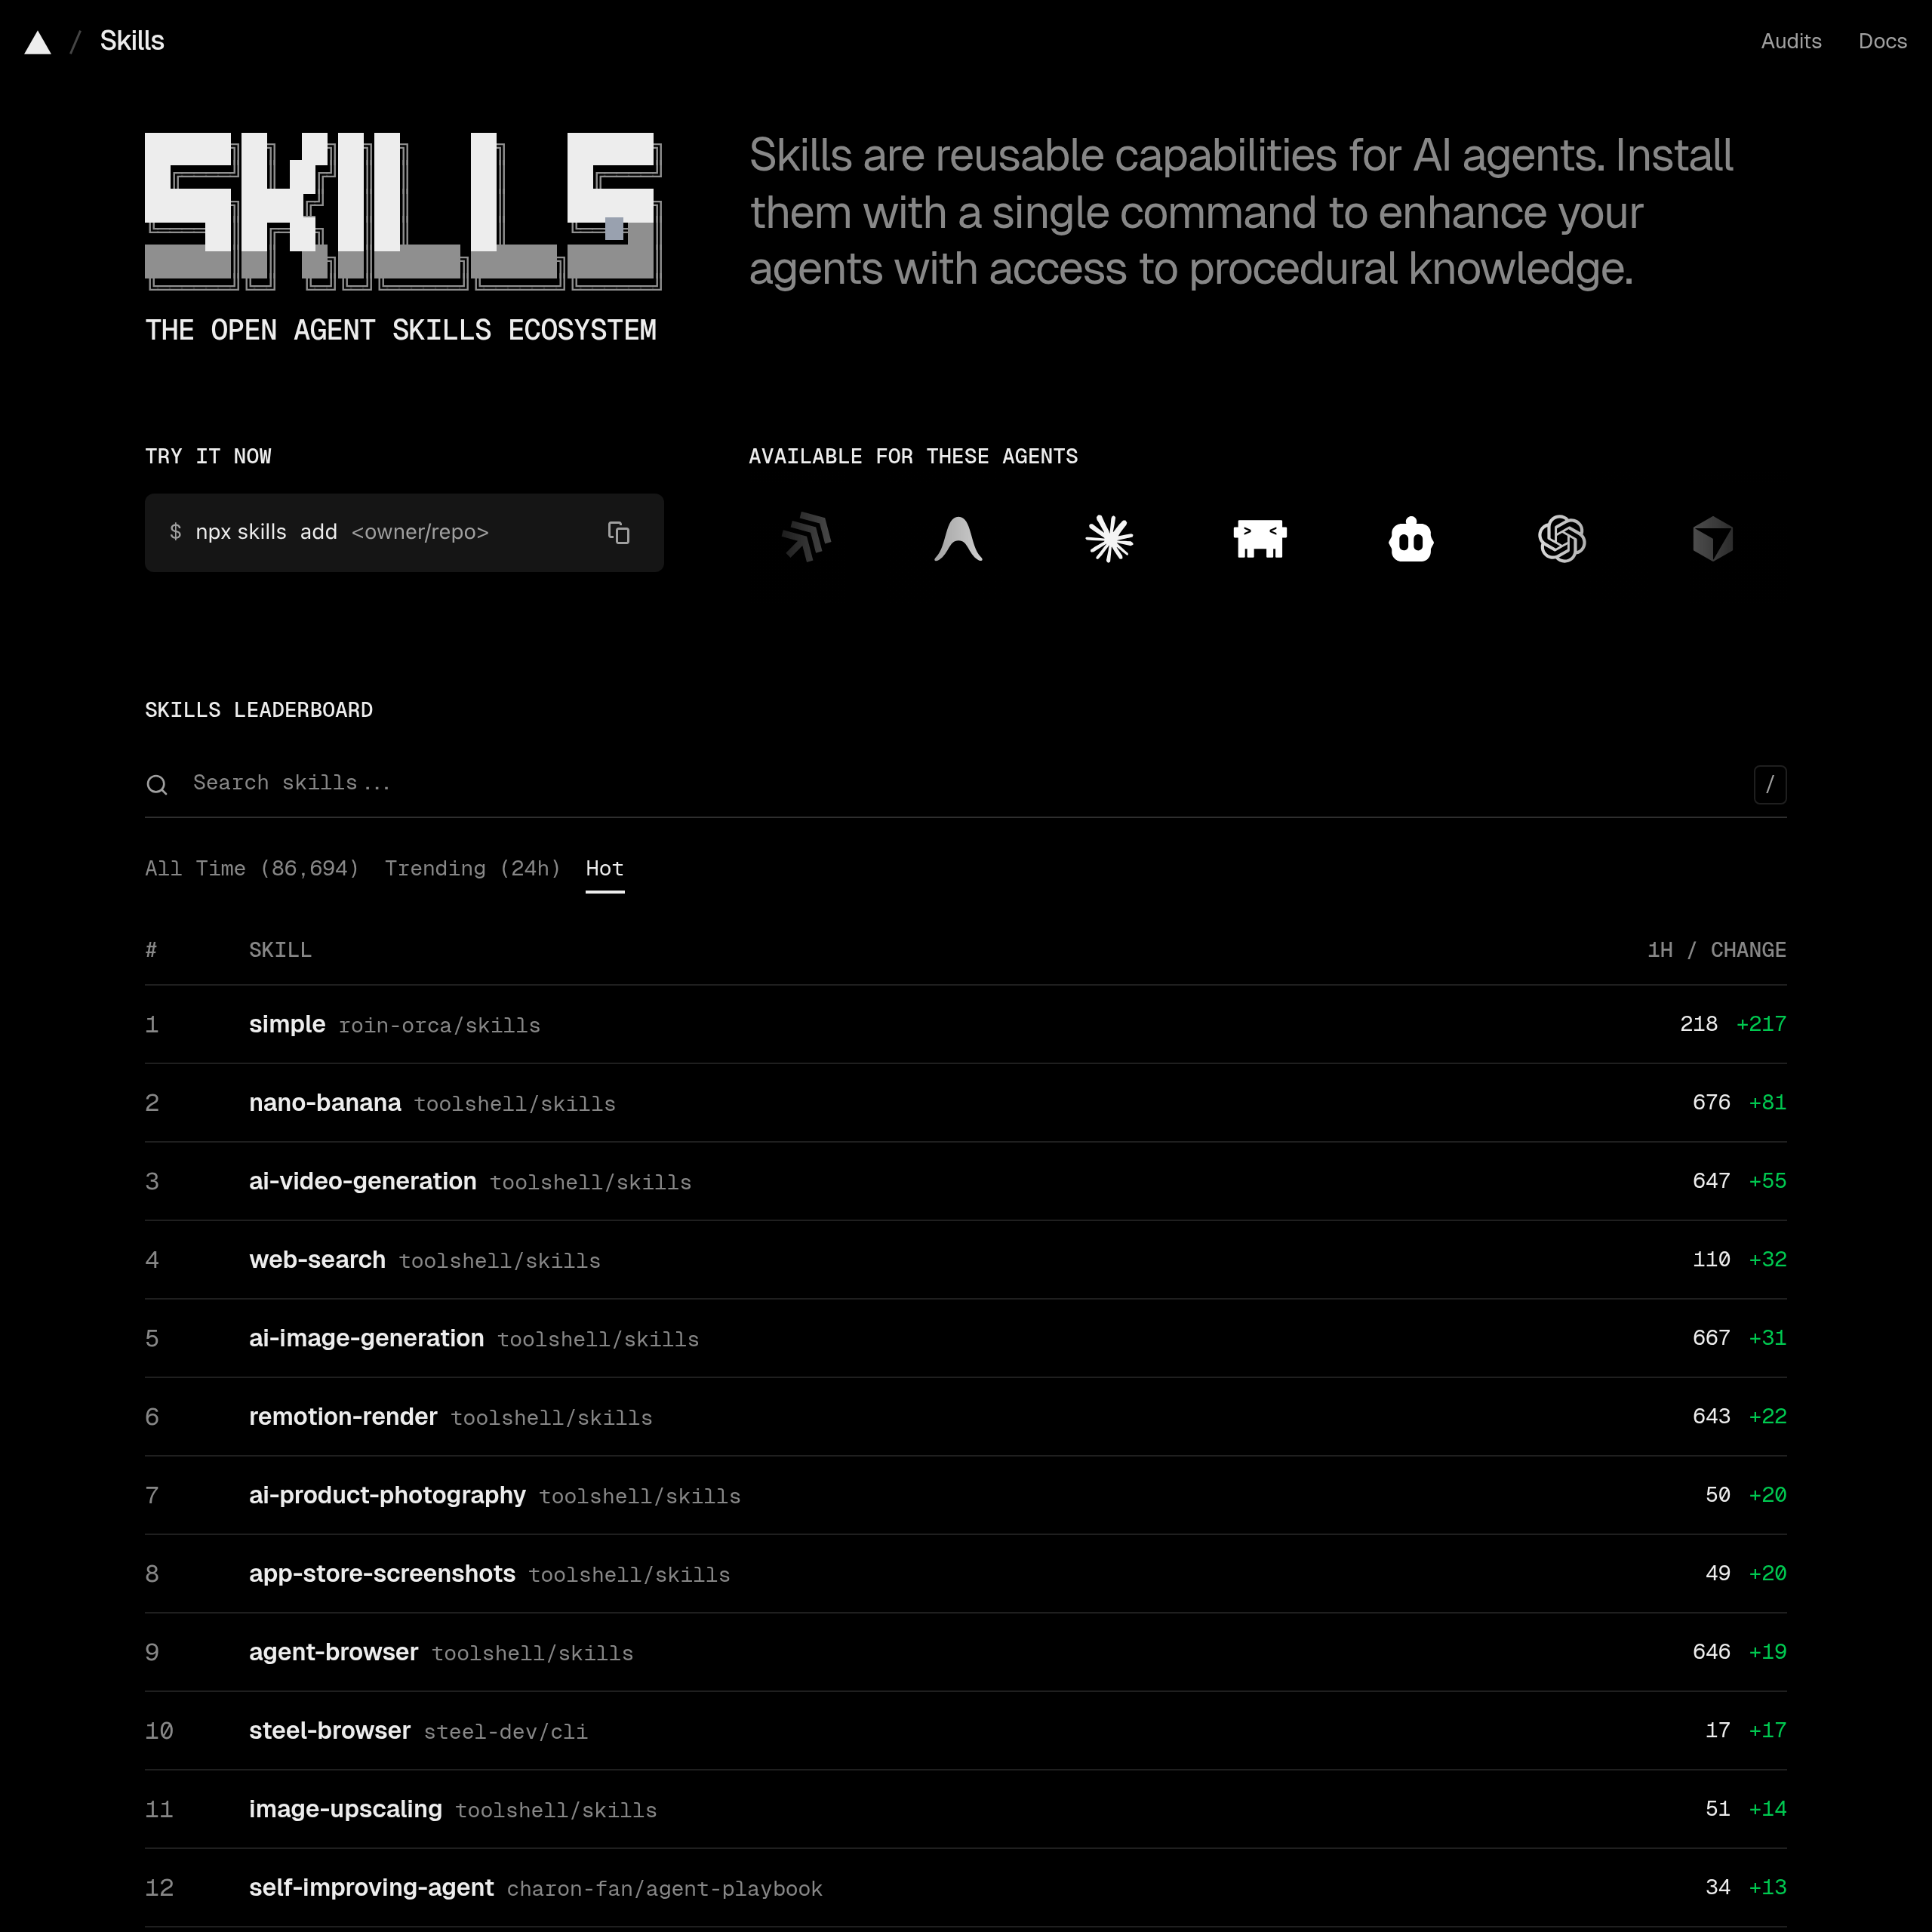 / Skills
Audits
Docs
SKILLS
THE OPEN AGENT SKILLS ECOSYSTEM
Skills are reusable capabilities for AI agents. Install
them with a single command to enhance your
agents with access to procedural knowledge.
TRY IT NOW
$ npx skills add <owner/repo>
AVAILABLE FOR THESE AGENTS
SKILLS LEADERBOARD
Search skills...
/
All Time (86,694) Trending (24h) Hot
# SKILL 1H / CHANGE
1 simple roin-orca/skills 218 +217
2 nano-banana toolshell/skills 676 +81
3 ai-video-generation toolshell/skills 647 +55
4 web-search toolshell/skills 110 +32
5 ai-image-generation toolshell/skills 667 +31
6 remotion-render toolshell/skills 643 +22
7 ai-product-photography toolshell/skills 50 +20
8 app-store-screenshots toolshell/skills 49 +20
9 agent-browser toolshell/skills 646 +19
10 steel-browser steel-dev/cli 17 +17
11 image-upscaling toolshell/skills 51 +14
12 self-improving-agent charon-fan/agent-playbook 34 +13